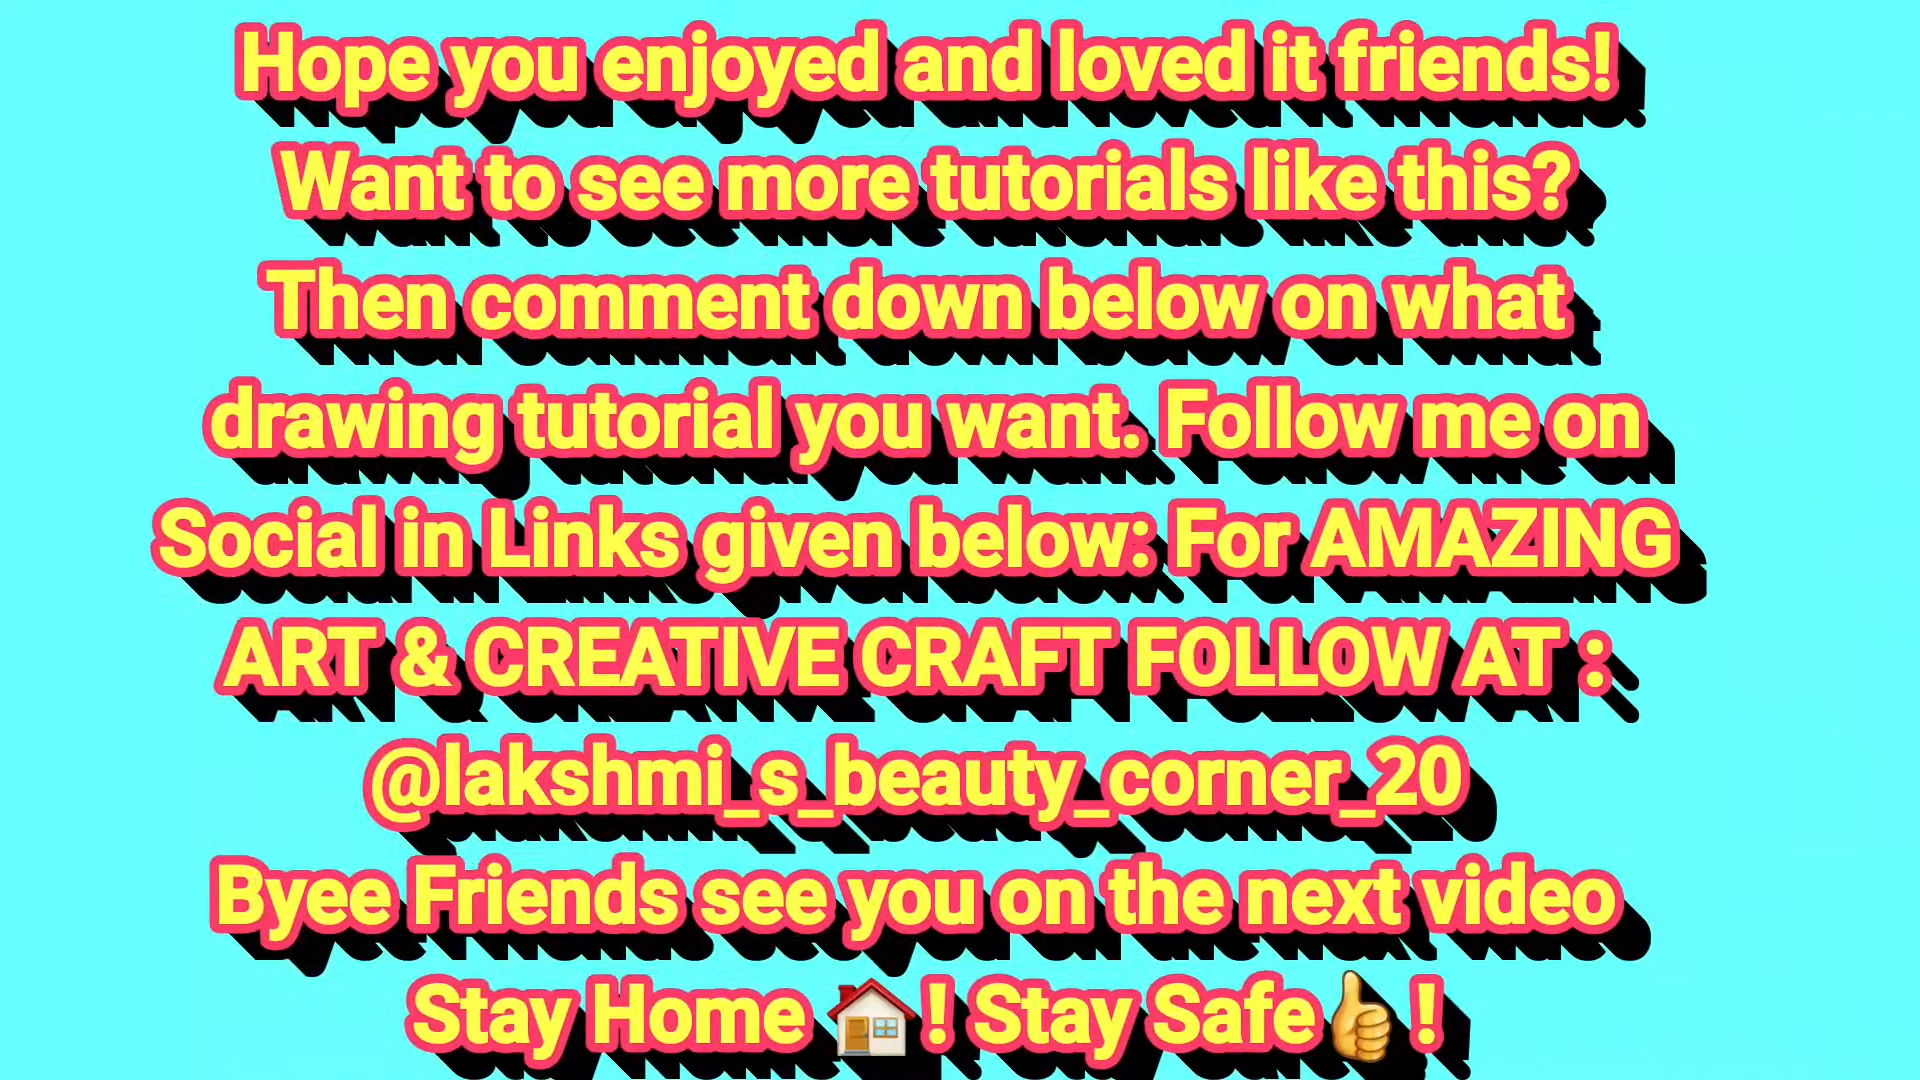 Hope you enjoyed and loved it friends!
Want to see more tutorials like this?
Then comment down below on what
drawing tutorial you want. Follow me on
Social in Links given below: For AMAZING
ART & CREATIVE CRAFT FOLLOW AT :
@lakshmi_s_beauty_corner_20
Byee Friends see you on the next video
Stay Home 🏠! Stay Safe👍!